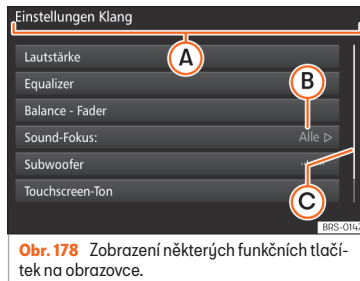 Einstellungen Klang
A
Lautstärke
Equalizer
B
Balance - Fader
Sound-Fokus: Alle
Subwoofer
C
Touchscreen-Ton
BRS-0147
Obr. 178 Zobrazení některých funkčních tlačí-
tek na obrazovce.